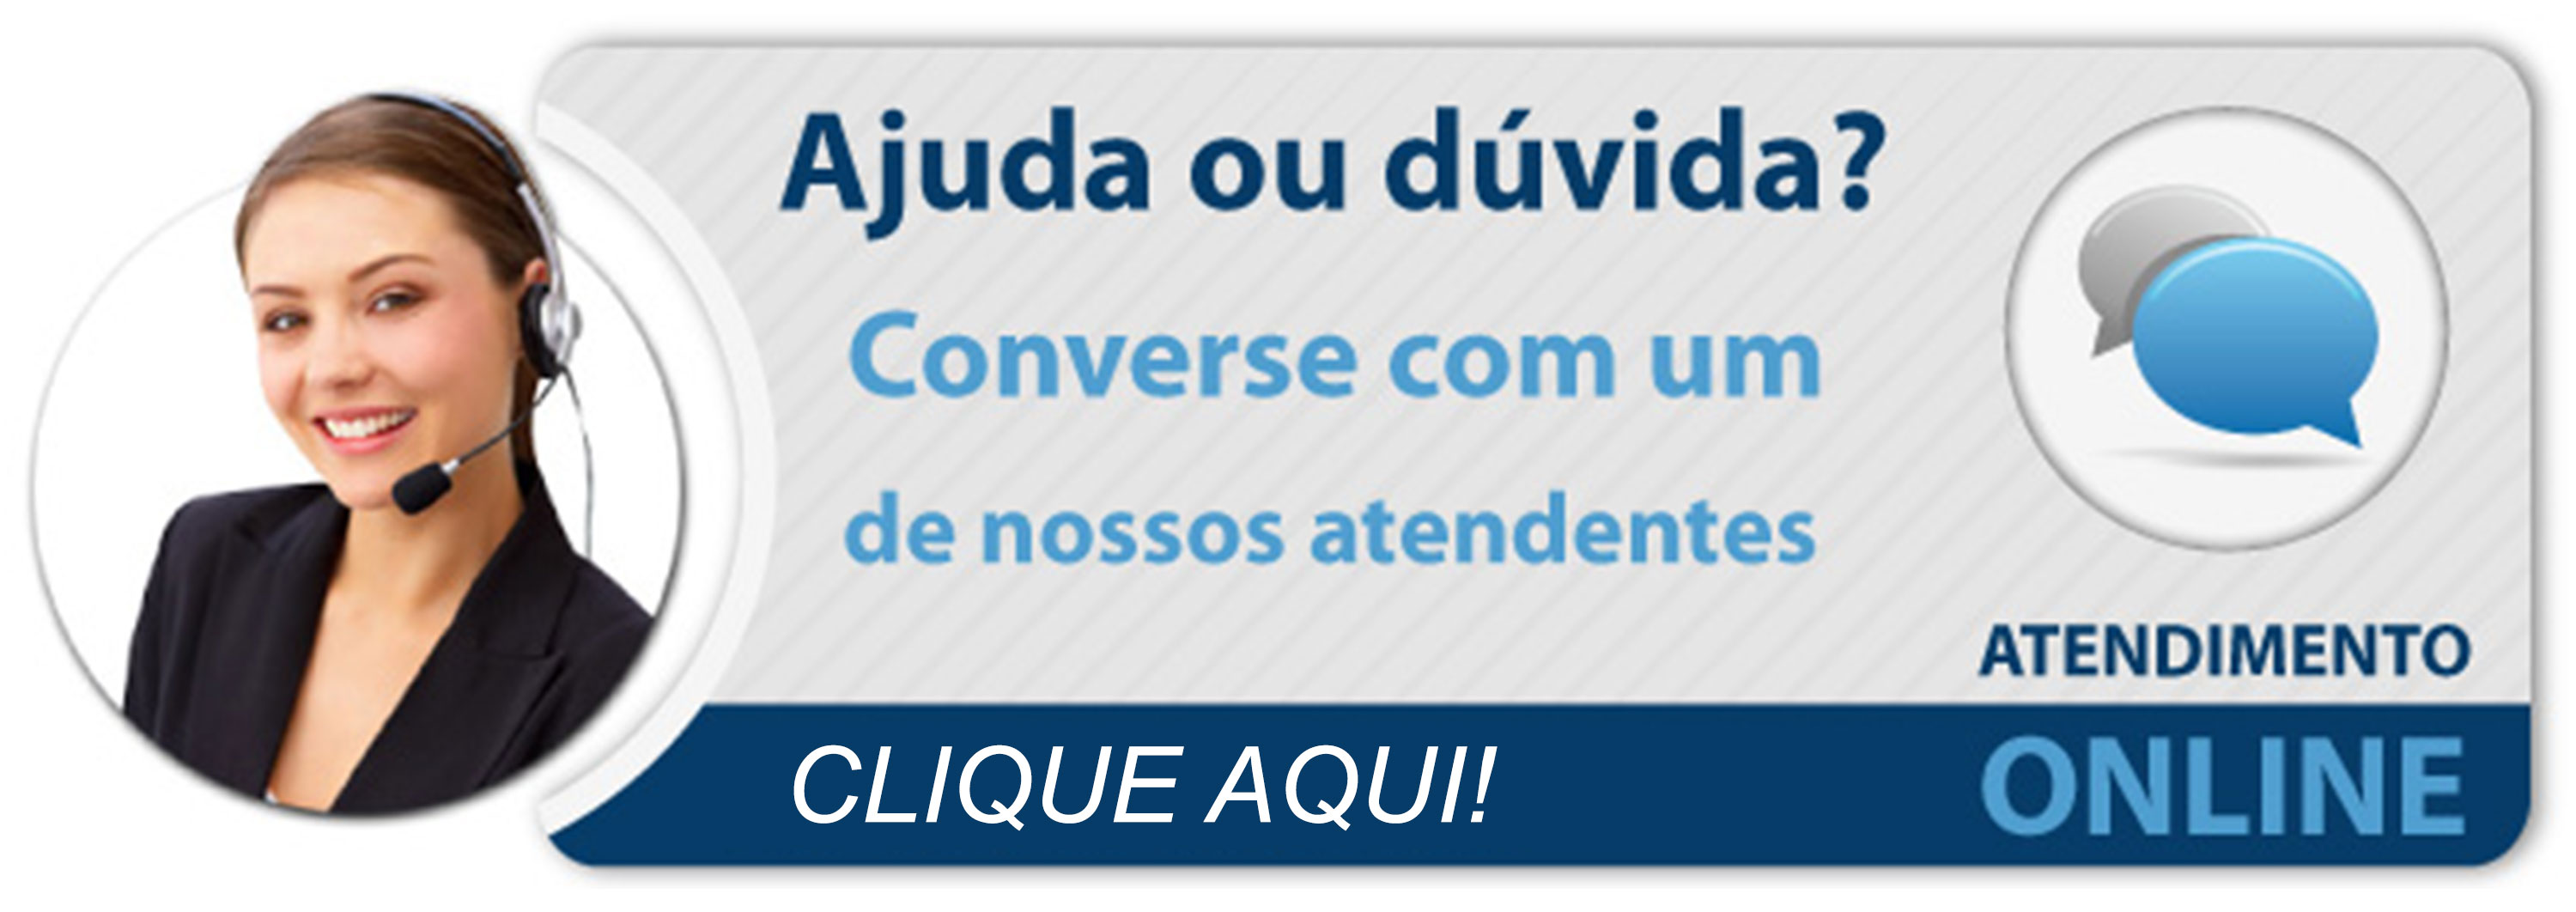 Ajuda ou dúvida?
Converse com um
de nossos atendentes
ATENDIMENTO
CLIQUE AQUI!
ONLINE